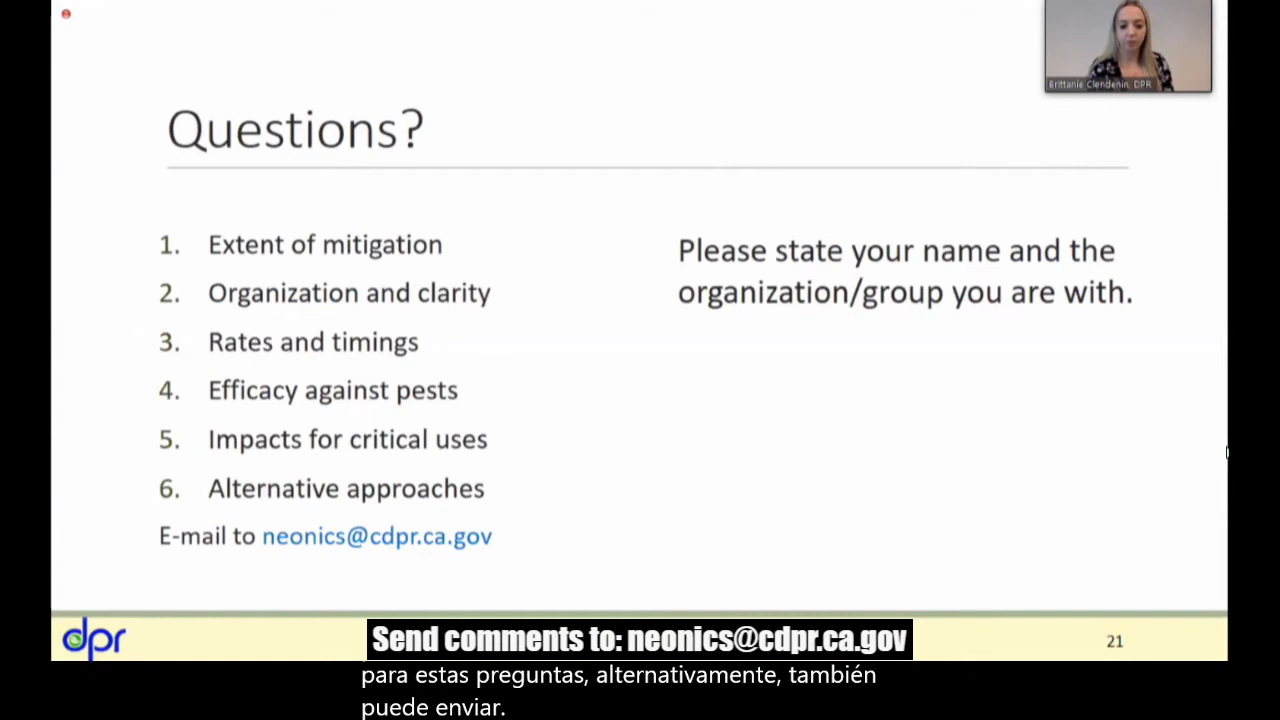 Brittanie Clendenin, DPR
Questions?
1. Extent of mitigation
2. Organization and clarity
3. Rates and timings
4. Efficacy against pests
5. Impacts for critical uses
6. Alternative approaches
E-mail to neonics@cdpr.ca.gov
Please state your name and the
organization/group you are with.
dpr
Send comments to: neonics@cdpr.ca.gov
21
para estas preguntas, alternativamente, también
puede enviar.